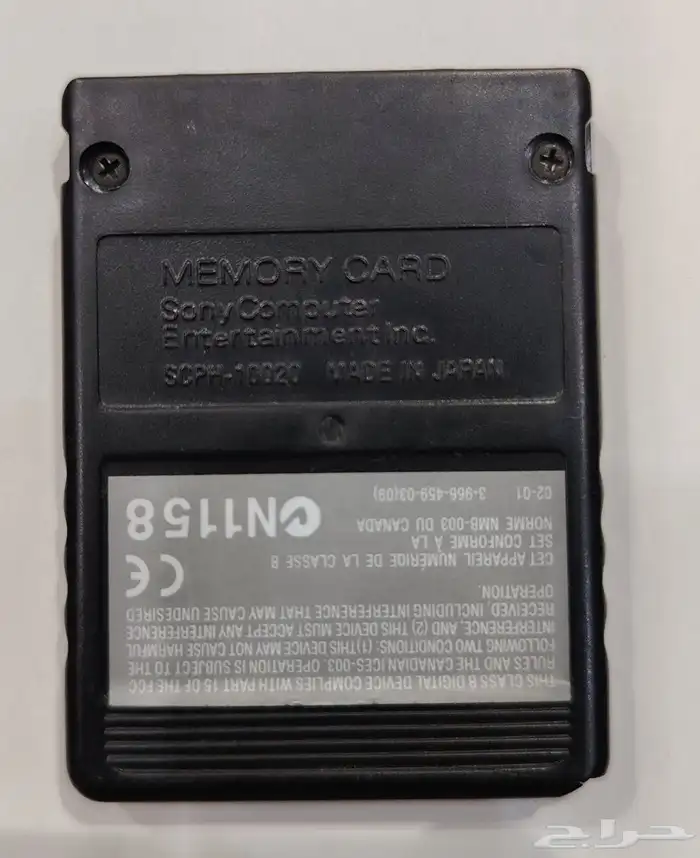 MEMORY CARD
Sony Computer
Entertainment Inc.
SCPH-10020 MADE IN JAPAN
THIS CLASS B DIGITAL DEVICE COMPLIES WITH PART 15 OF THE FCC
RULES AND THE CANADIAN ICES-003. OPERATION IS SUBJECT TO THE
FOLLOWING TWO CONDITIONS: (1)THIS DEVICE MAY NOT CAUSE HARMFUL
INTERFERENCE, AND (2) THIS DEVICE MUST ACCEPT ANY INTERFERENCE
RECEIVED, INCLUDING INTERFERENCE THAT MAY CAUSE UNDESIRED
OPERATION.
CET APPAREIL NUMÉRIQE DE LA CLASSE B
SET CONFORME À LA
NORME NMB-003 DU CANADA
02-01 3-966-459-03(09)
CE
N1158
حراج